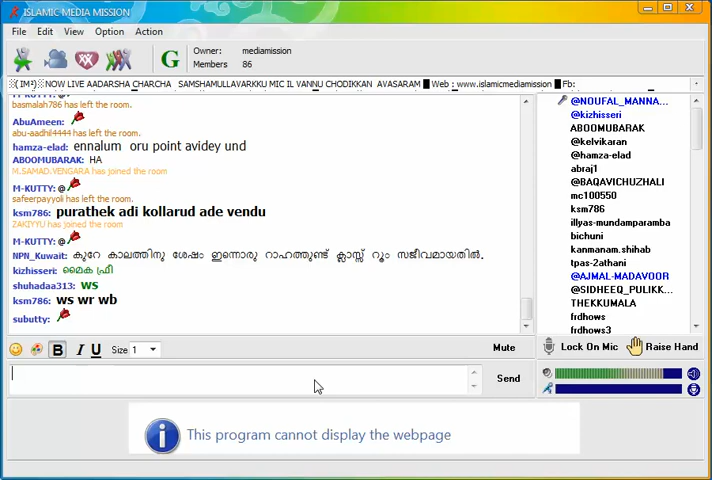 ISLAMIC MEDIA MISSION
File Edit View Option Action
Owner: mediamission
Members 86
(IM²) NOW LIVE AADARSHA CHARCHA SAMSHAMULLAVARKKU MIC IL VANNU CHODIKKAN AVASARAM Web : www.islamicmediamission Fb:
M-KUTTY: @
basmalah786 has left the room.
AbuAmeen:
abu-aadhil4444 has left the room.
hamza-elad: ennalum oru point avidey und
ABOOMUBARAK: HA
M.SAMAD.VENGARA has joined the room
M-KUTTY: @
safeerpayyoli has left the room.
ksm786: purathek adi kollarud ade vendu
ZAKIYYU has joined the room
M-KUTTY: @
NPN_Kuwait: കുറേ കാലത്തിനു ശേഷം ഇന്നൊരു റാഹത്തുണ്ട് ക്ലാസ്സ് റൂം സജീവമായതിൽ.
kizhisseri: മൈക ഫ്രീ
shuhadaa313: ws
ksm786: ws wr wb
subutty:
@NOUFAL_MANNA...
@kizhisseri
ABOOMUBARAK
@kelvikaran
@hamza-elad
abraj1
@BAQAVICHUZHALI
mc100550
ksm786
illyas-mundamparamba
bichuni
kanmanam.shihab
tpas-2athani
@AJMAL-MADAVOOR
@SIDHEEQ_PULIKK...
THEKKUMALA
frdhows
frdhows3
B I U Size 1 Mute
Lock On Mic Raise Hand
Send
This program cannot display the webpage